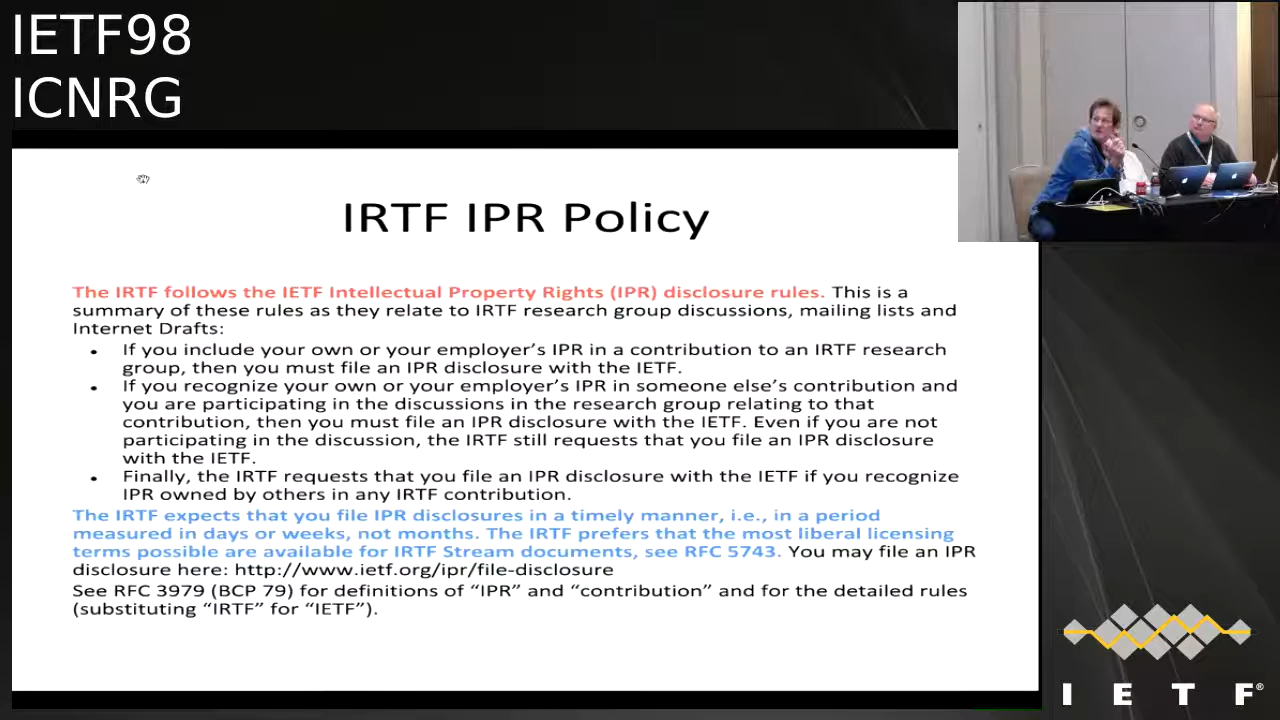 IETF98
ICNRG
IRTF IPR Policy
The IRTF follows the IETF Intellectual Property Rights (IPR) disclosure rules. This is a
summary of these rules as they relate to IRTF research group discussions, mailing lists and
Internet Drafts:
• If you include your own or your employer’s IPR in a contribution to an IRTF research
group, then you must file an IPR disclosure with the IETF.
• If you recognize your own or your employer’s IPR in someone else’s contribution and
you are participating in the discussions in the research group relating to that
contribution, then you must file an IPR disclosure with the IETF. Even if you are not
participating in the discussion, the IRTF still requests that you file an IPR disclosure
with the IETF.
• Finally, the IRTF requests that you file an IPR disclosure with the IETF if you recognize
IPR owned by others in any IRTF contribution.
The IRTF expects that you file IPR disclosures in a timely manner, i.e., in a period
measured in days or weeks, not months. The IRTF prefers that the most liberal licensing
terms possible are available for IRTF Stream documents, see RFC 5743. You may file an IPR
disclosure here: http://www.ietf.org/ipr/file-disclosure
See RFC 3979 (BCP 79) for definitions of “IPR” and “contribution” and for the detailed rules
(substituting “IRTF” for “IETF”).
I E T F®